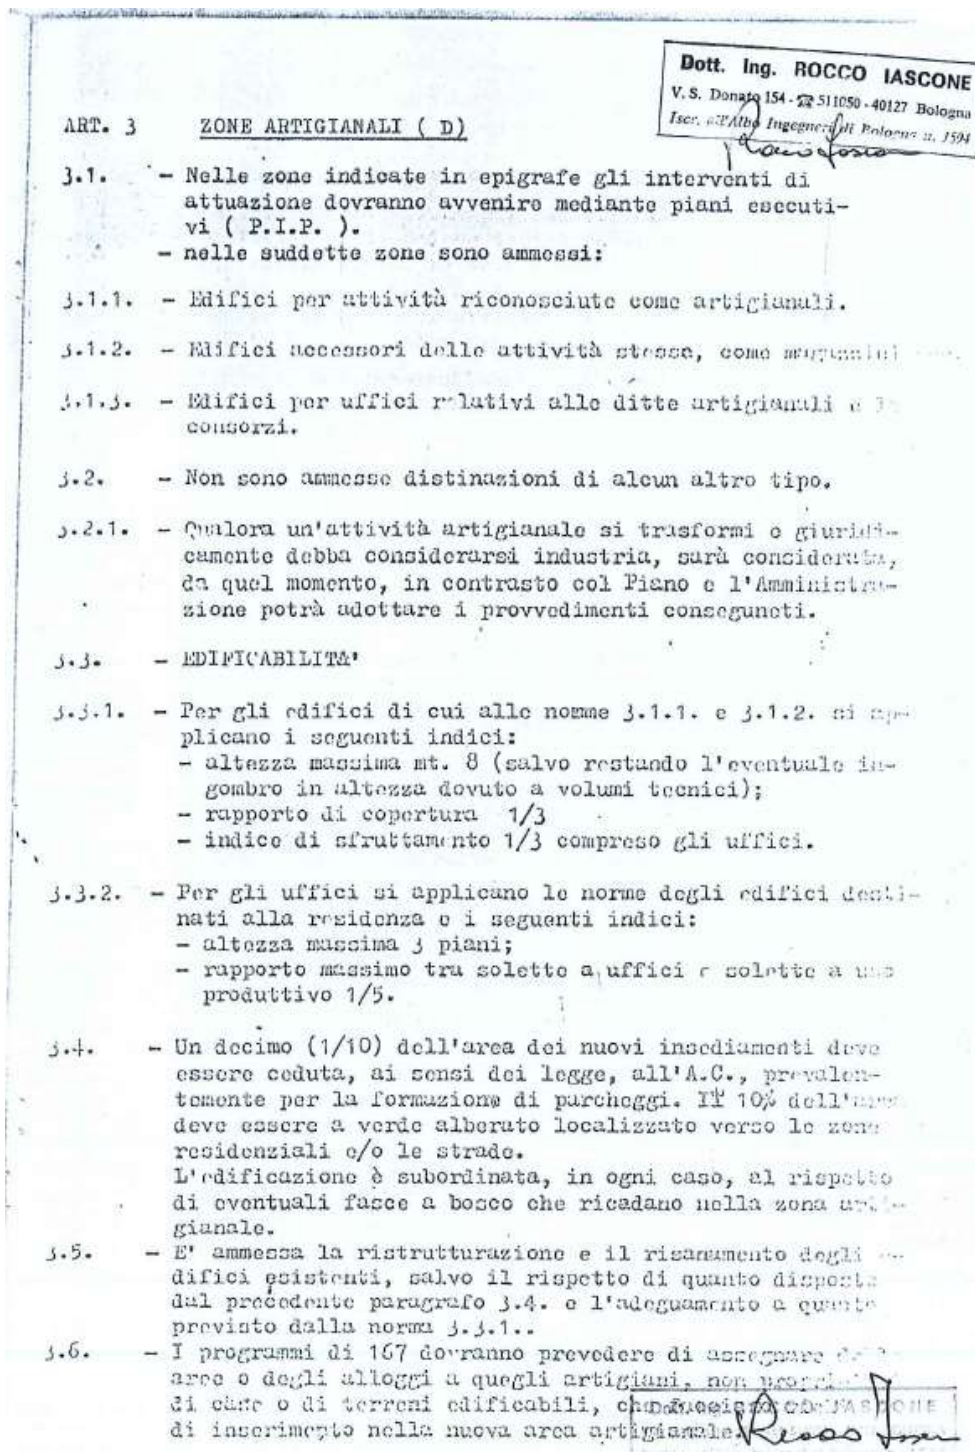 Dott. Ing. ROCCO IASCONE
V. S. Donato 154 - ☎ 511050 - 40127 Bologna
Iscr. all'Albo Ingegneri di Bologna n. 1594
ART. 3 ZONE ARTIGIANALI ( D)
3.1. - Nelle zone indicate in epigrafe gli interventi di
attuazione dovranno avvenire mediante piani esecuti-
vi ( P.I.P. ).
- nelle suddette zone sono ammessi:
3.1.1. - Edifici per attività riconosciute come artigianali.
3.1.2. - Edifici accessori delle attività stesse, come magazzini
3.1.3. - Edifici per uffici relativi alle ditte artigianali e
consorzi.
3.2. - Non sono ammesse distinazioni di alcun altro tipo.
3.2.1. - Qualora un'attività artigianale si trasformi e giuridi-
camente debba considerarsi industria, sarà considerata,
da quel momento, in contrasto col Piano e l'Amministra-
zione potrà adottare i provvedimenti conseguneti.
3.3. - EDIFICABILITA'
3.3.1. - Per gli edifici di cui alle nomme 3.1.1. e 3.1.2. si ap-
plicano i seguenti indici:
- altezza massima mt. 8 (salvo restando l'eventuale in-
gombro in altezza dovuto a volumi tecnici);
- rapporto di copertura 1/3
- indice di sfruttamento 1/3 compreso gli uffici.
3.3.2. - Per gli uffici si applicano le norme degli edifici desti-
nati alla residenza e i seguenti indici:
- altezza massima 3 piani;
- rapporto massimo tra solette a uffici e solette a uso
produttivo 1/5.
3.4. - Un decimo (1/10) dell'area dei nuovi insediamenti deve
essere ceduta, ai sensi dei legge, all'A.C., prevalen-
temente per la formazione di parcheggi. Il 10% dell'area
deve essere a verde alberato localizzato verso le zone
residenziali e/o le strade.
L'edificazione è subordinata, in ogni caso, al rispetto
di eventuali fasce a bosco che ricadano nella zona arti-
gianale.
3.5. - E' ammessa la ristrutturazione e il risanamento degli e-
difici esistenti, salvo il rispetto di quanto disposto
dal precedente paragrafo 3.4. e l'adeguamento a quanto
previsto dalla norma 3.3.1..
3.6. - I programmi di 167 dovranno prevedere di assegnare
aree o degli alloggi a quegli artigiani, non
di case o di terreni edificabili, che
di inserimento nella nuova area artigianale.